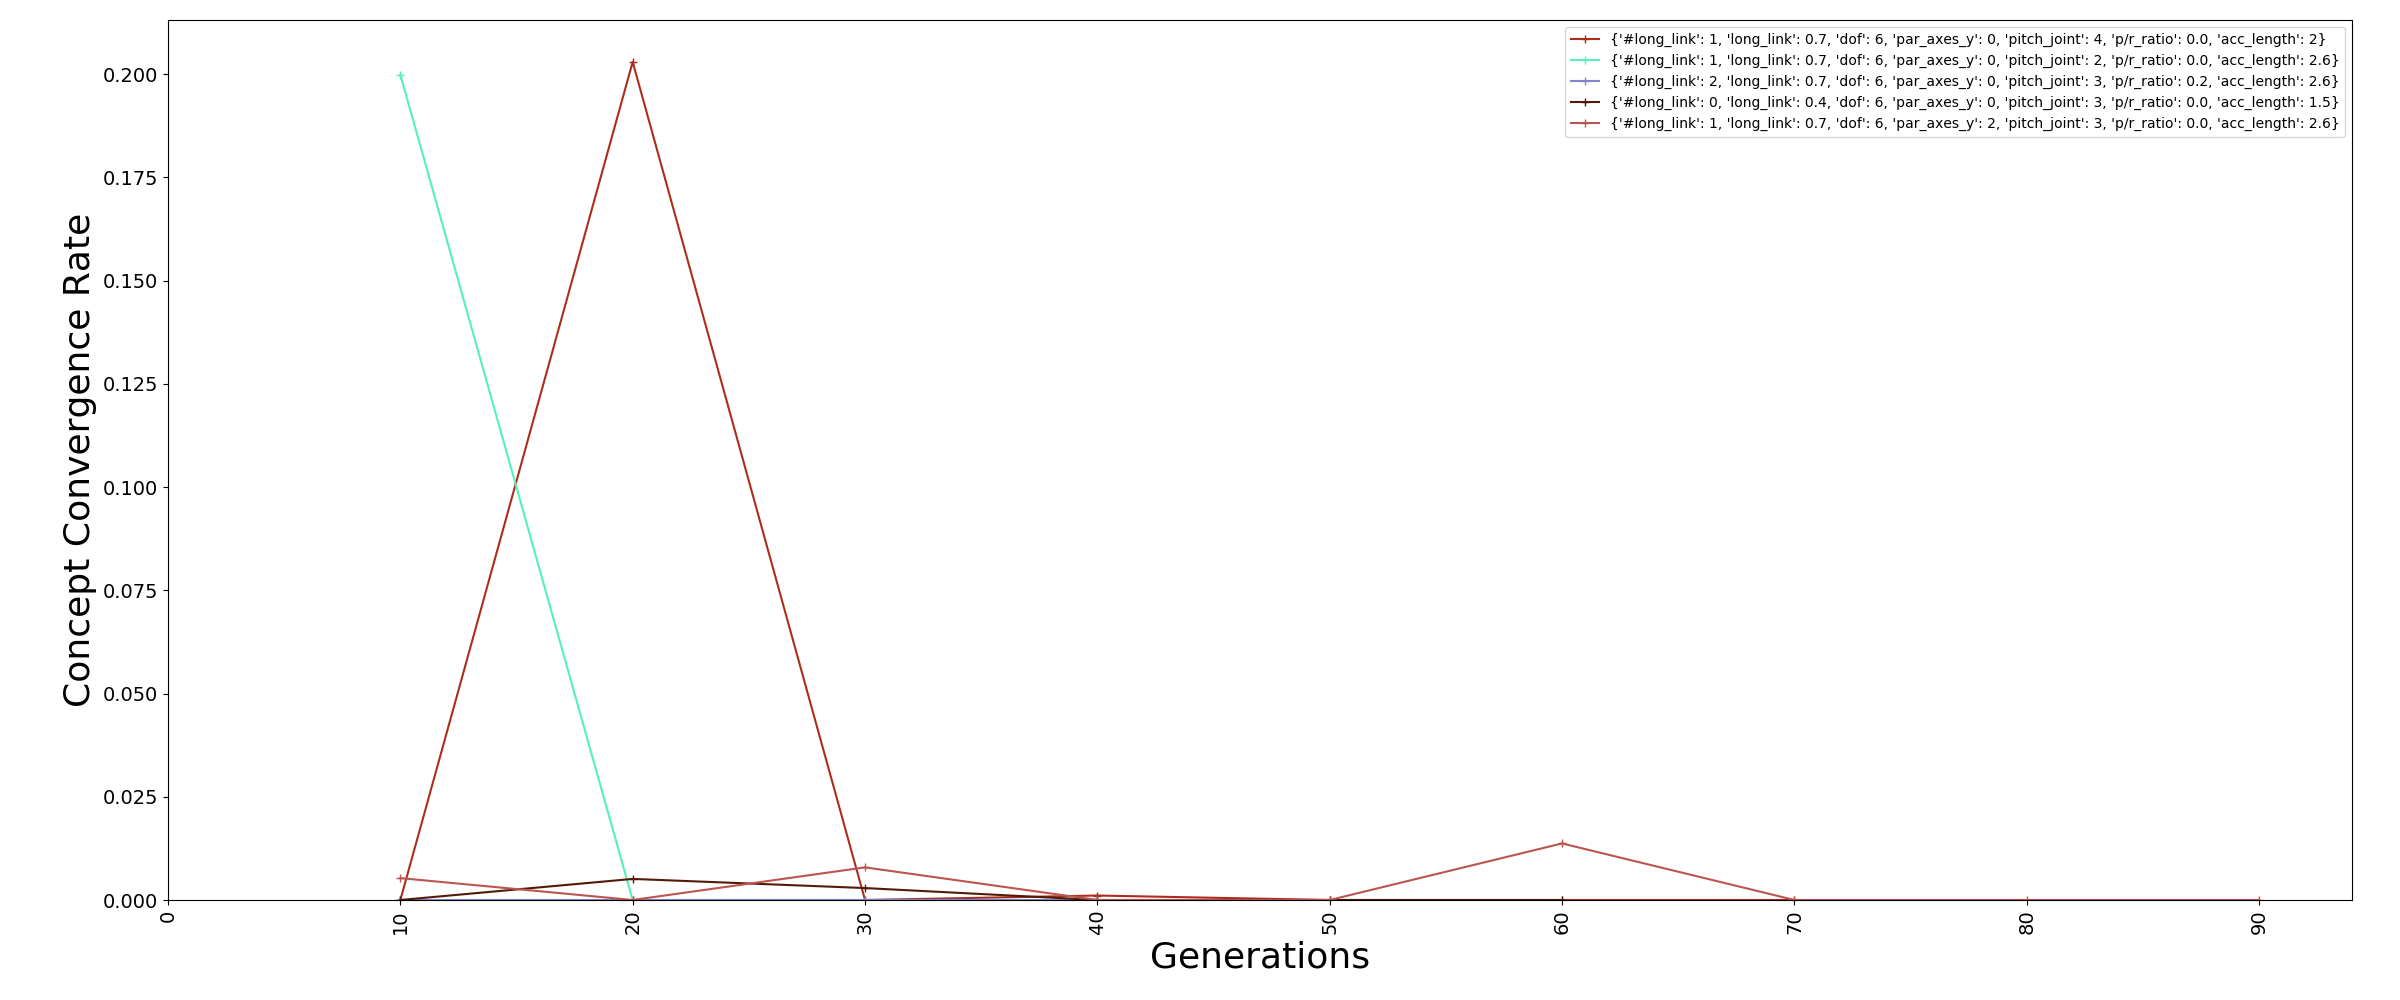 {'#long_link': 1, 'long_link': 0.7, 'dof': 6, 'par_axes_y': 0, 'pitch_joint': 4, 'p/r_ratio': 0.0, 'acc_length': 2}
{'#long_link': 1, 'long_link': 0.7, 'dof': 6, 'par_axes_y': 0, 'pitch_joint': 2, 'p/r_ratio': 0.0, 'acc_length': 2.6}
{'#long_link': 2, 'long_link': 0.7, 'dof': 6, 'par_axes_y': 0, 'pitch_joint': 3, 'p/r_ratio': 0.2, 'acc_length': 2.6}
{'#long_link': 0, 'long_link': 0.4, 'dof': 6, 'par_axes_y': 0, 'pitch_joint': 3, 'p/r_ratio': 0.0, 'acc_length': 1.5}
{'#long_link': 1, 'long_link': 0.7, 'dof': 6, 'par_axes_y': 2, 'pitch_joint': 3, 'p/r_ratio': 0.0, 'acc_length': 2.6}
Concept Convergence Rate
0.200
0.175
0.150
0.125
0.100
0.075
0.050
0.025
0.000
0
10
20
30
40
50
60
70
80
90
Generations